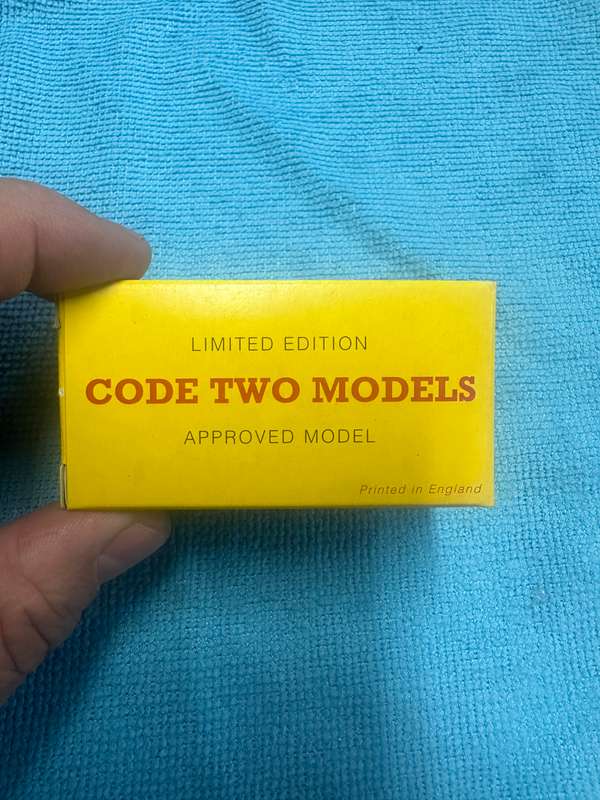 LIMITED EDITION
CODE TWO MODELS
APPROVED MODEL
Printed in England